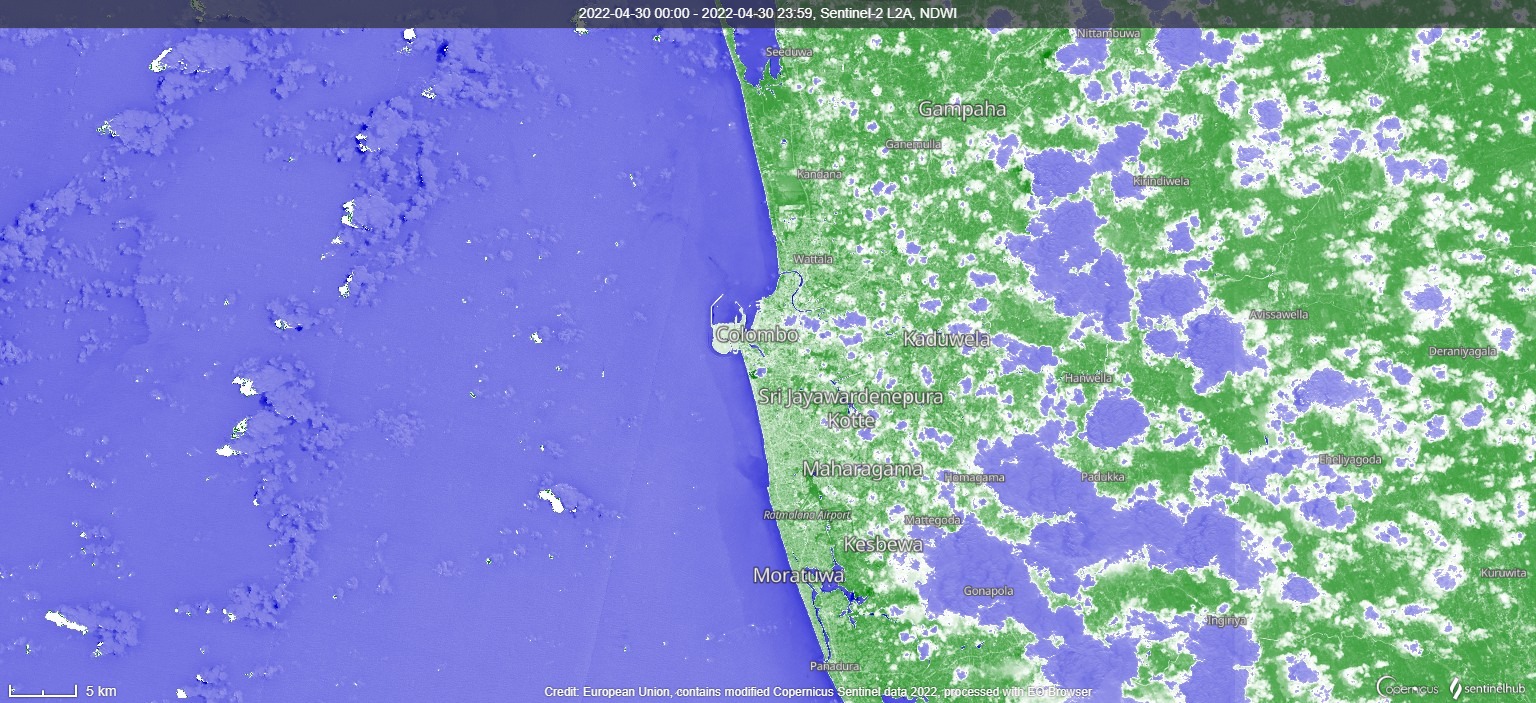 2022-04-30 00:00 - 2022-04-30 23:59, Sentinel-2 L2A, NDWI
Nittambuwa
Seeduwa
Gampaha
Ganemulla
Kandana
Kirindiwela
Wattala
Avissawella
Colombo
Kaduwela
Deraniyagala
Hanwella
Sri Jayawardenepura
Kotte
Eheliyagoda
Maharagama
Homagama
Padukka
Ratmalana Airport
Mattegoda
Kesbewa
Kuruwita
Moratuwa
Gonapola
Ingiriya
Panadura
5 km
Credit: European Union, contains modified Copernicus Sentinel data 2022, processed with EO Browser
Copernicus
sentinelhub